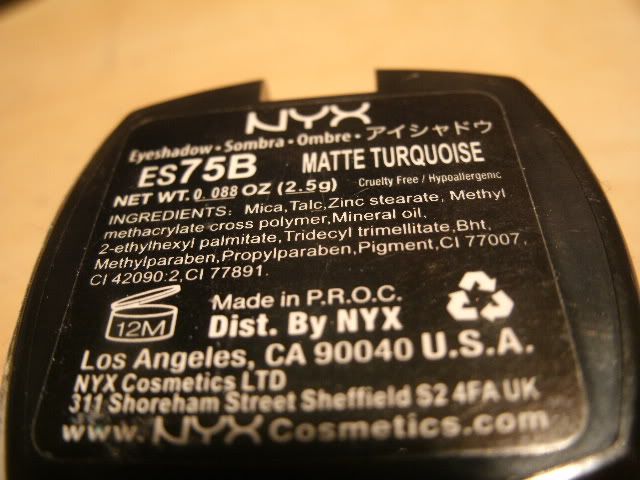 NYX
Eyeshadow • Sombra • Ombre • アイシャドウ
ES75B MATTE TURQUOISE
NET WT. 0.088 OZ (2.5g) Cruelty Free / Hypoallergenic
INGREDIENTS: Mica,Talc,Zinc stearate, Methyl
methacrylate cross polymer,Mineral oil,
2-ethylhexyl palmitate, Tridecyl trimellitate,Bht,
Methylparaben,Propylparaben,Pigment,CI 77007,
CI 42090:2,CI 77891.
12M
Made in P.R.O.C.
Dist. By NYX
Los Angeles, CA 90040 U.S.A.
NYX Cosmetics LTD
311 Shoreham Street Sheffield S2 4FA UK
www.NYXCosmetics.com